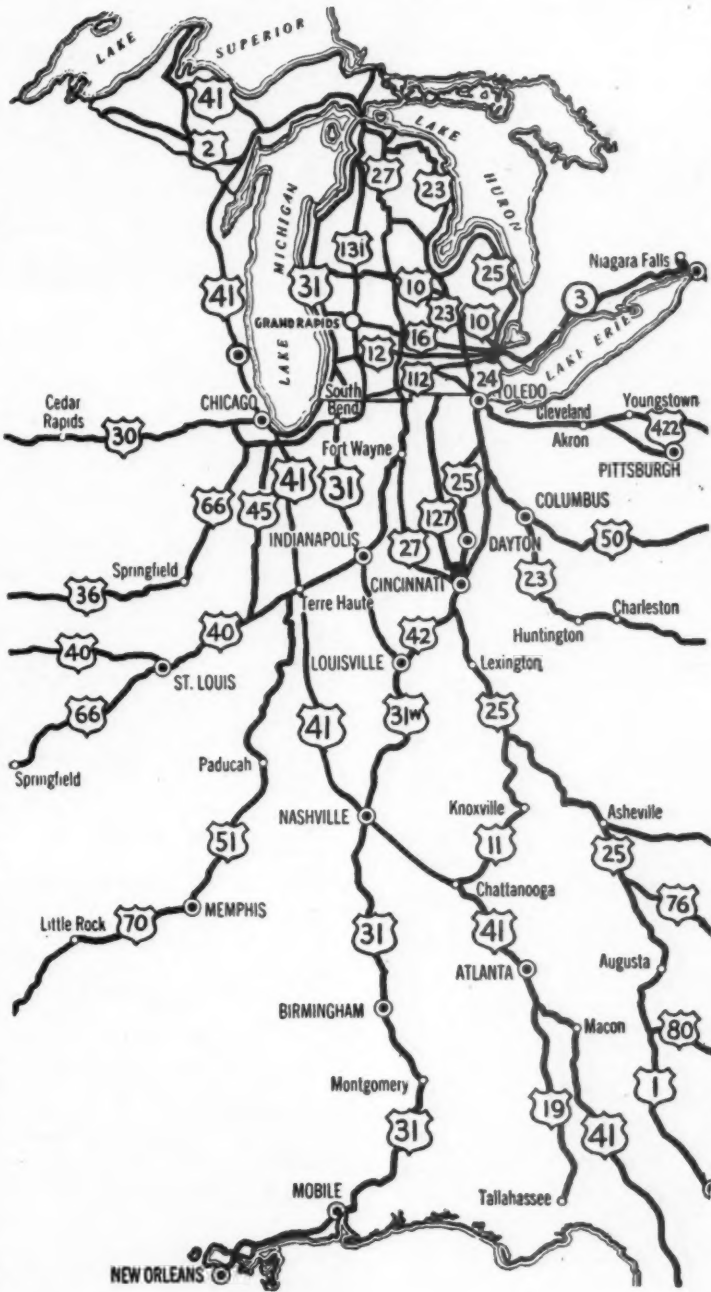 LAKE SUPERIOR
41
2
LAKE HURON
27
23
LAKE MICHIGAN
131
31
10
25
Niagara Falls
41
23
10
3
GRAND RAPIDS
16
LAKE ERIE
12
112
24
TOLEDO
South
Bend
CHICAGO
Cedar
Rapids
30
Cleveland
Youngstown
422
Akron
PITTSBURGH
Fort Wayne
41
31
66
45
25
127
COLUMBUS
50
INDIANAPOLIS
27
DAYTON
Springfield
CINCINNATI
23
36
Terre Haute
Charleston
Huntington
40
40
42
LOUISVILLE
Lexington
ST. LOUIS
66
41
31W
25
Springfield
Paducah
NASHVILLE
Knoxville
Asheville
51
11
25
Chattanooga
76
MEMPHIS
Little Rock
70
31
41
ATLANTA
Augusta
BIRMINGHAM
Macon
80
Montgomery
1
19
31
41
MOBILE
Tallahassee
NEW ORLEANS